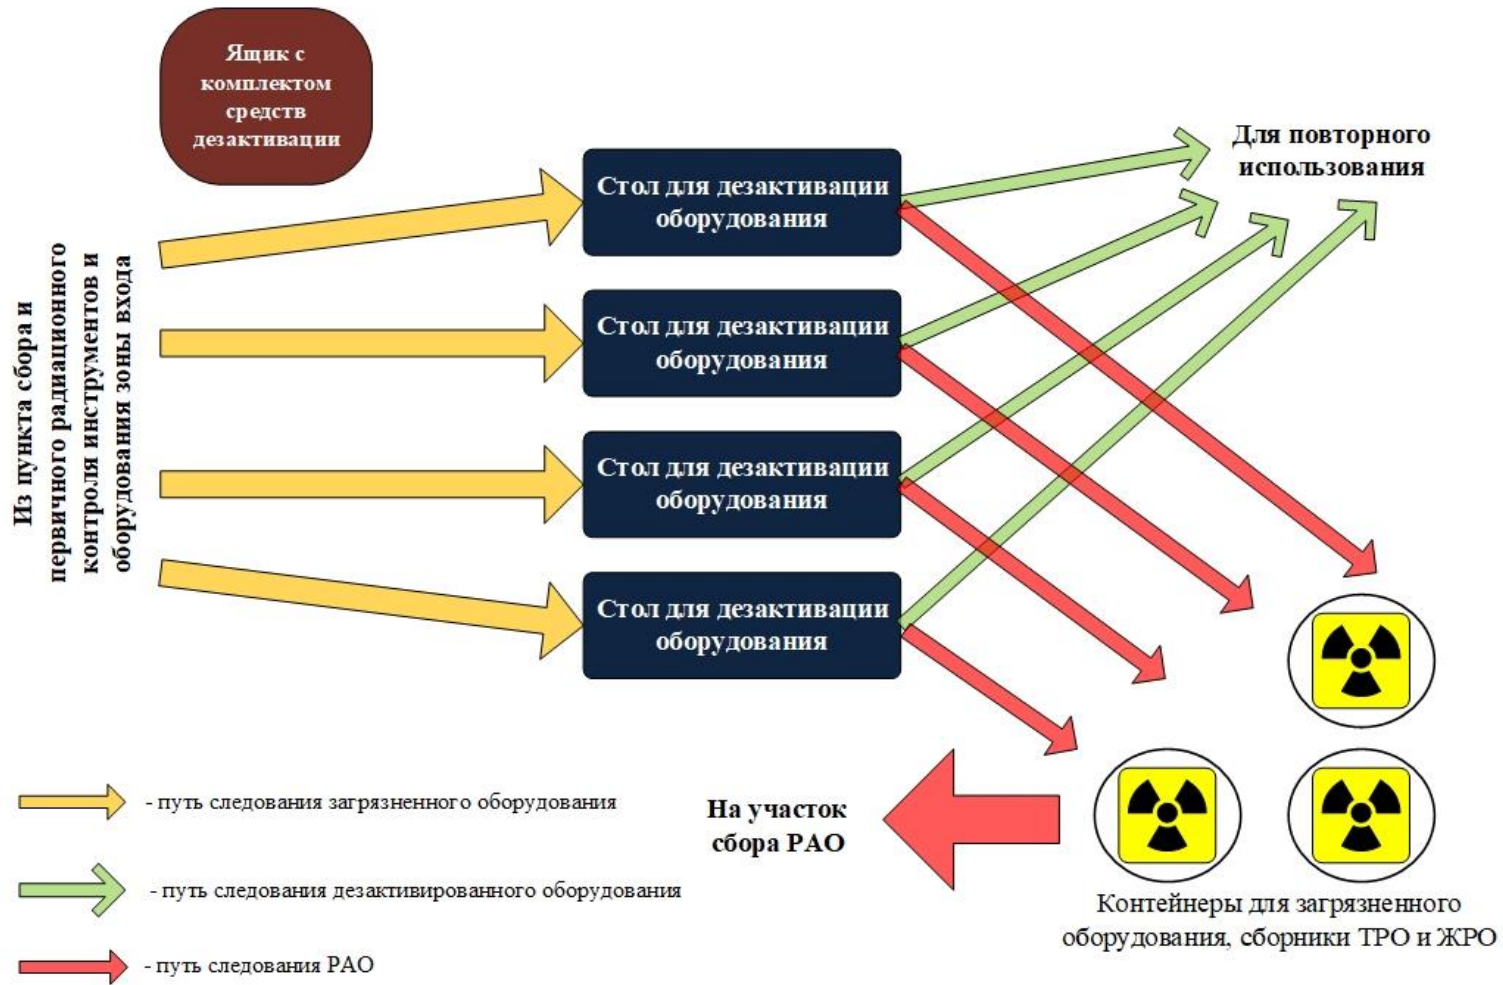 Ящик с
комплектом
средств
дезактивации
Для повторного
использования
Стол для дезактивации
оборудования
Стол для дезактивации
оборудования
Стол для дезактивации
оборудования
Стол для дезактивации
оборудования
Из пункта сбора и
первичного радиационного
контроля инструментов и
оборудования зоны входа
- путь следования загрязненного оборудования
- путь следования дезактивированного оборудования
- путь следования РАО
На участок
сбора РАО
Контейнеры для загрязненного
оборудования, сборники ТРО и ЖРО